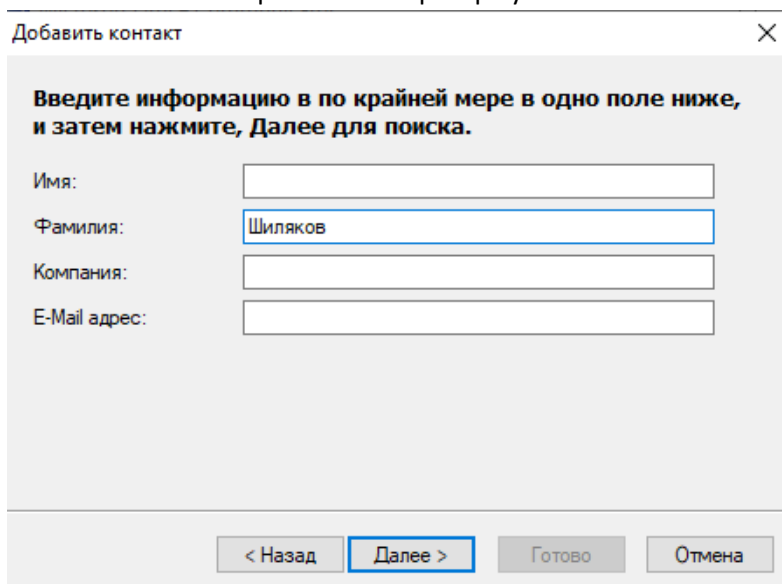 Добавить контакт
Введите информацию в по крайней мере в одно поле ниже,
и затем нажмите, Далее для поиска.
Имя:
Фамилия: Шиляков
Компания:
E-Mail адрес:
< Назад Далее > Готово Отмена